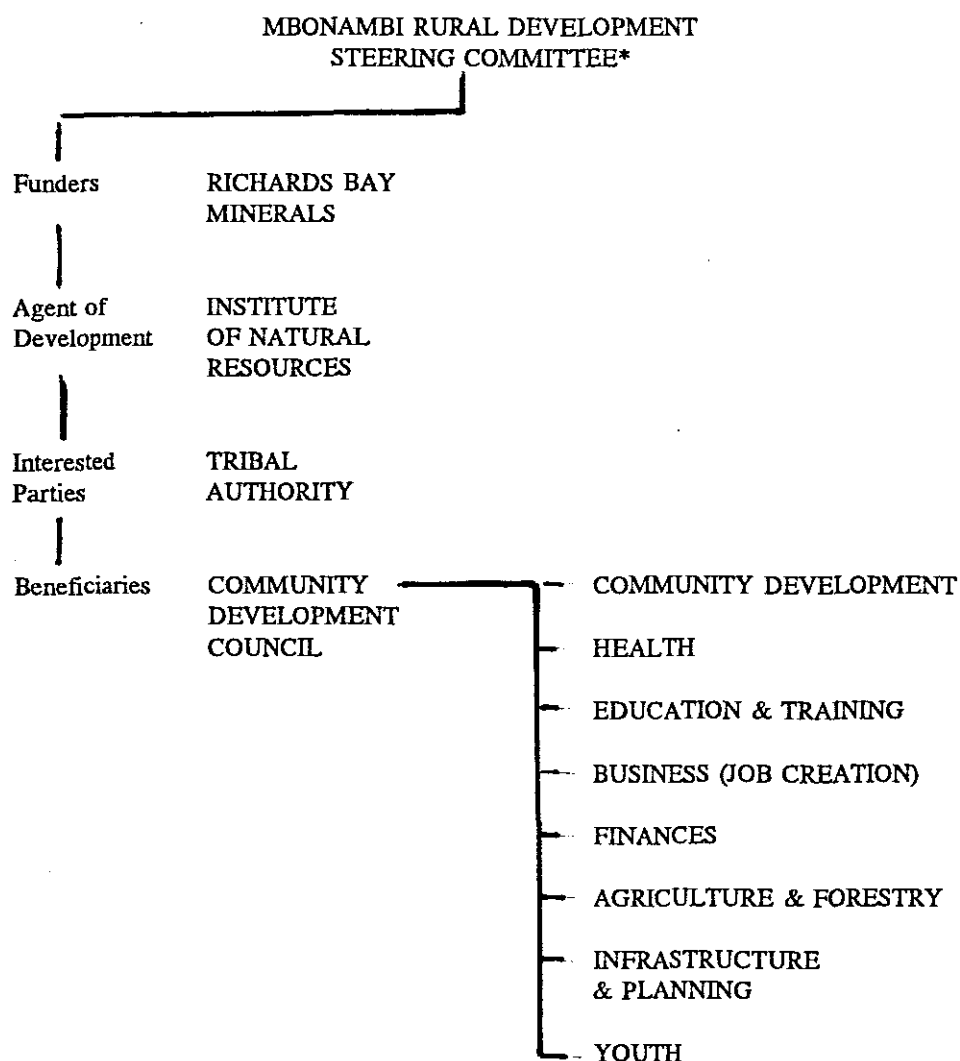 MBONAMBI RURAL DEVELOPMENT
STEERING COMMITTEE*
Funders RICHARDS BAY
MINERALS
Agent of INSTITUTE
Development OF NATURAL
RESOURCES
Interested TRIBAL
Parties AUTHORITY
Beneficiaries COMMUNITY COMMUNITY DEVELOPMENT
DEVELOPMENT
COUNCIL HEALTH
EDUCATION & TRAINING
BUSINESS (JOB CREATION)
FINANCES
AGRICULTURE & FORESTRY
INFRASTRUCTURE
& PLANNING
YOUTH